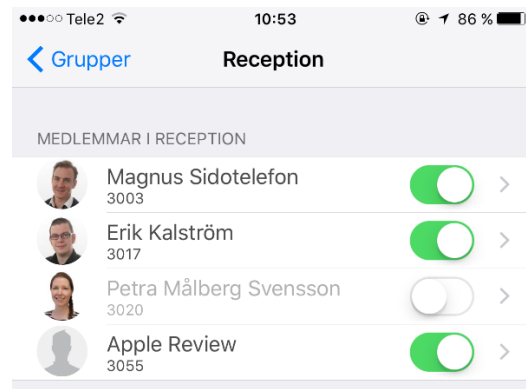 Tele2 10:53 86 %
Grupper Reception
MEDLEMMAR I RECEPTION
Magnus Sidotelefon
3003
Erik Kalström
3017
Petra Målberg Svensson
3020
Apple Review
3055